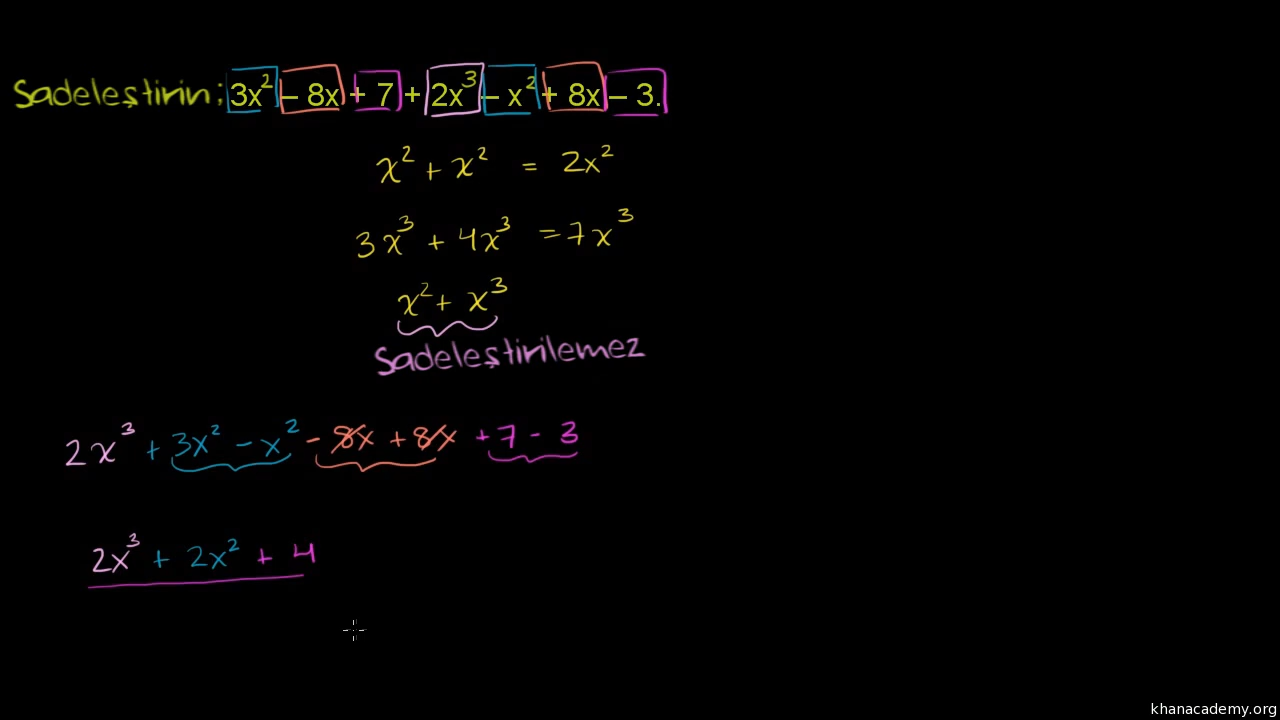 Sadeleştirin; 3x² – 8x + 7 + 2x³ – x² + 8x – 3.
x² + x² = 2x²
3x³ + 4x³ = 7x³
x² + x³
Sadeleştirilemez
2x³ + 3x² - x² - 8x + 8x + 7 - 3
2x³ + 2x² + 4
khanacademy.org